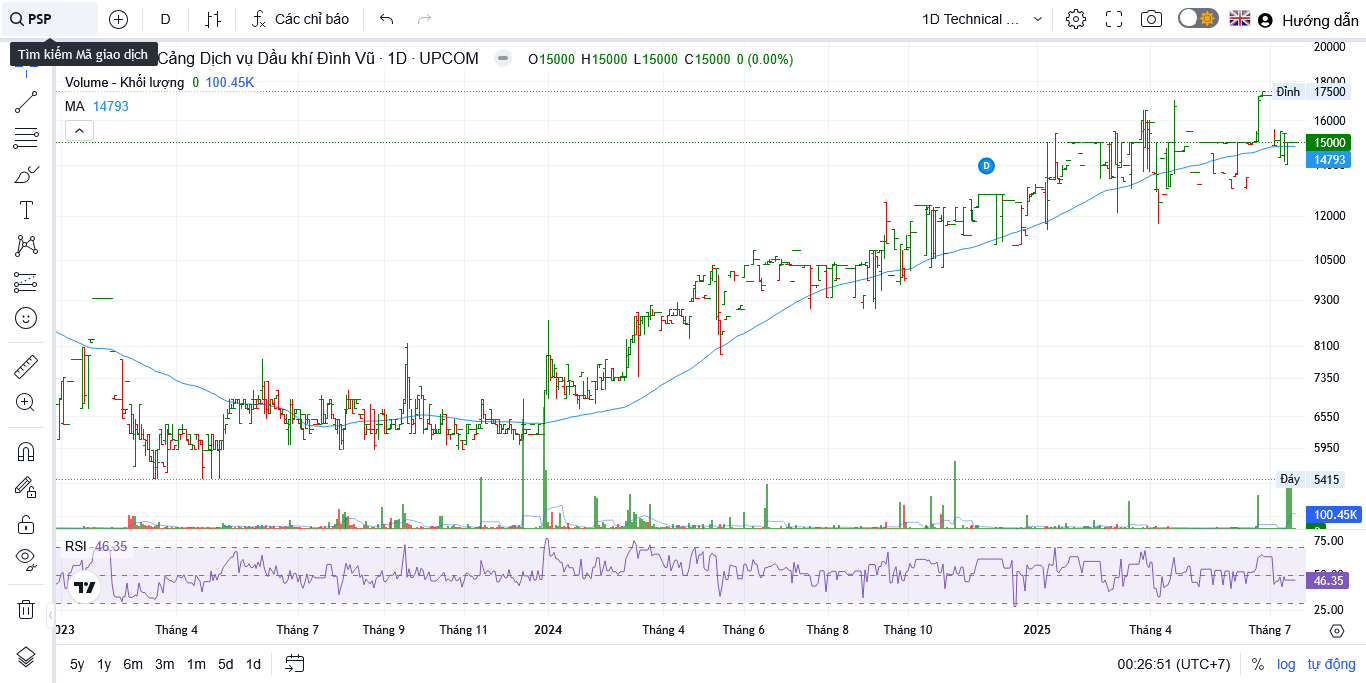 PSP
D
Các chỉ báo
1D Technical ...
Hướng dẫn
Tìm kiếm Mã giao dịch
Cảng Dịch vụ Dầu khí Đình Vũ · 1D · UPCOM
O15000 H15000 L15000 C15000 0 (0.00%)
Volume - Khối lượng 0 100.45K
MA 14793
20000
18000
Đỉnh 17500
16000
15000
14793
D
12000
10500
9300
8100
7350
6550
5950
Đáy 5415
100.45K
RSI 46.35
75.00
46.35
25.00
023 Tháng 4 Tháng 7 Tháng 9 Tháng 11 2024 Tháng 4 Tháng 6 Tháng 8 Tháng 10 2025 Tháng 4 Tháng 7
5y 1y 6m 3m 1m 5d 1d
00:26:51 (UTC+7) % log tự động